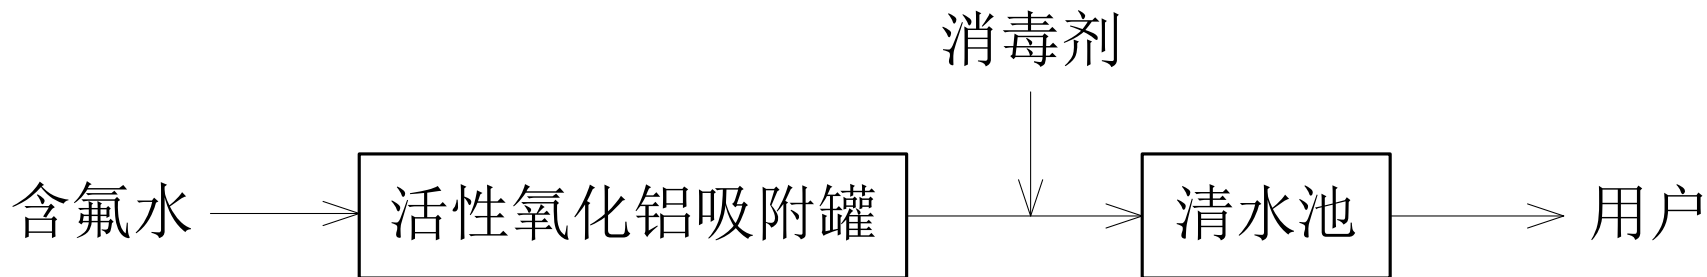 消毒剂
含氟水
活性氧化铝吸附罐
清水池
用户